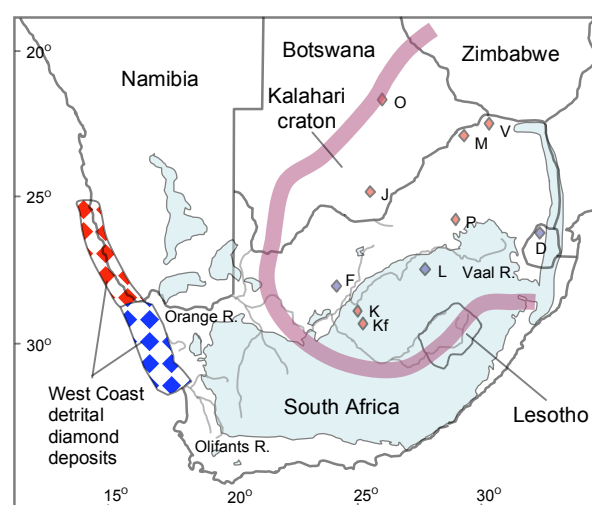 20°
Botswana
Zimbabwe
Namibia
Kalahari
craton
O
V
M
25°
J
P
D
F
L
Vaal R.
K
Kf
Orange R.
30°
West Coast
detrital
diamond
deposits
South Africa
Lesotho
Olifants R.
15°
20°
25°
30°